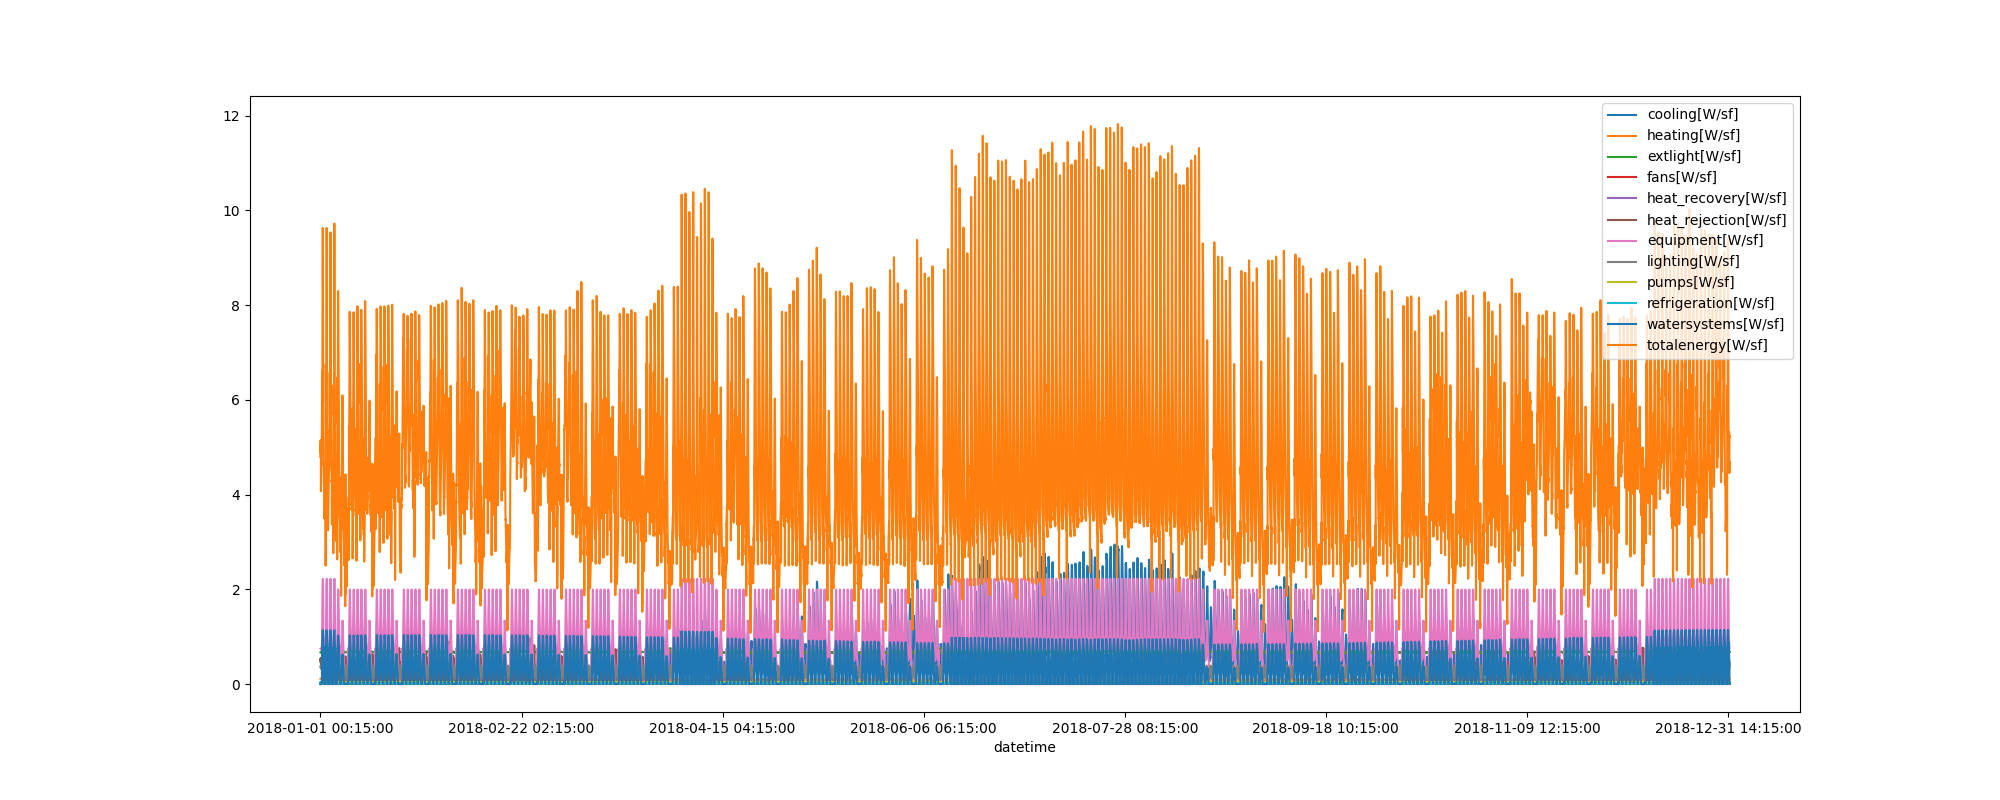 12
10
8
6
4
2
0
cooling[W/sf]
heating[W/sf]
extlight[W/sf]
fans[W/sf]
heat_recovery[W/sf]
heat_rejection[W/sf]
equipment[W/sf]
lighting[W/sf]
pumps[W/sf]
refrigeration[W/sf]
watersystems[W/sf]
totalenergy[W/sf]
2018-01-01 00:15:00 2018-02-22 02:15:00 2018-04-15 04:15:00 2018-06-06 06:15:00 2018-07-28 08:15:00 2018-09-18 10:15:00 2018-11-09 12:15:00 2018-12-31 14:15:00
datetime